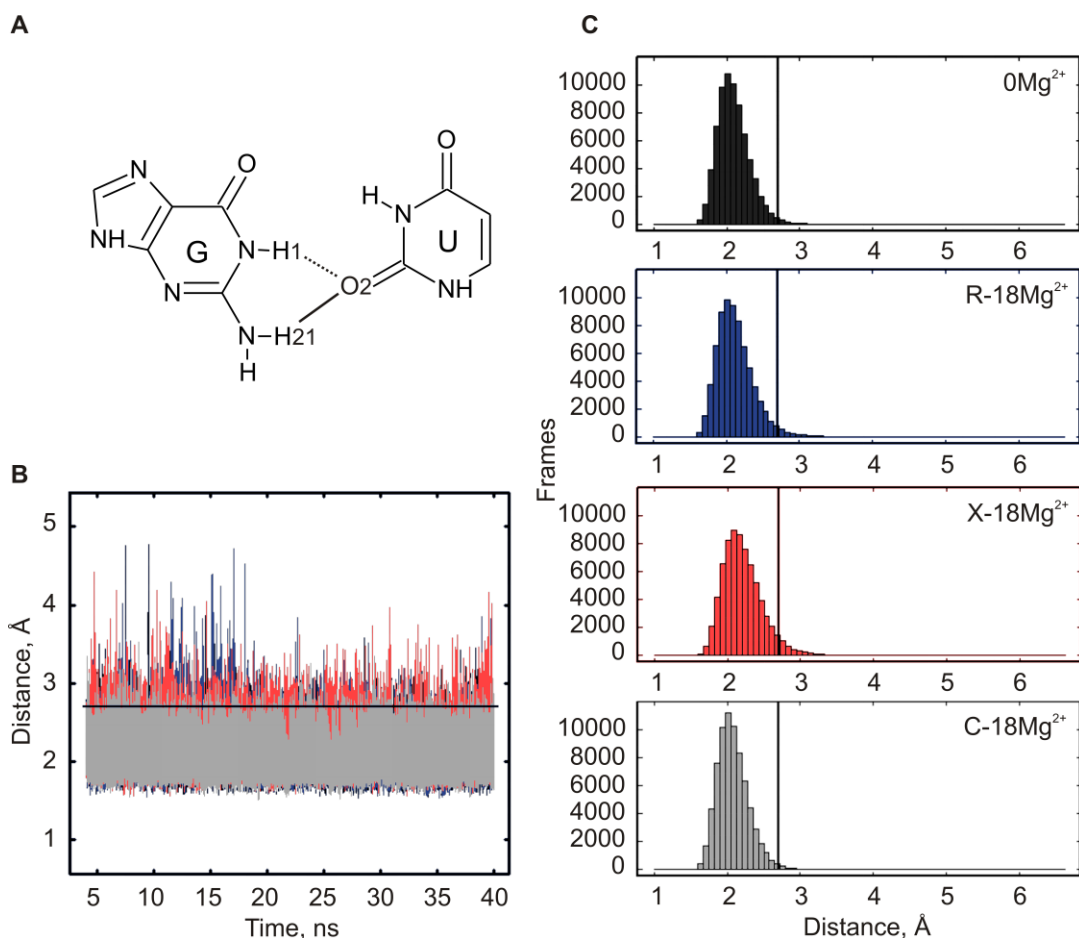 A
N
O
NH
G
N
N
H1
H
N
O
U
O2
NH
N
H21
H
B
5
4
3
2
1
Distance, Å
5 10 15 20 25 30 35 40
Time, ns
C
Frames
0Mg²⁺
10000
8000
6000
4000
2000
0
1 2 3 4 5 6
R-18Mg²⁺
10000
8000
6000
4000
2000
0
1 2 3 4 5 6
X-18Mg²⁺
10000
8000
6000
4000
2000
0
1 2 3 4 5 6
C-18Mg²⁺
10000
8000
6000
4000
2000
0
1 2 3 4 5 6
Distance, Å